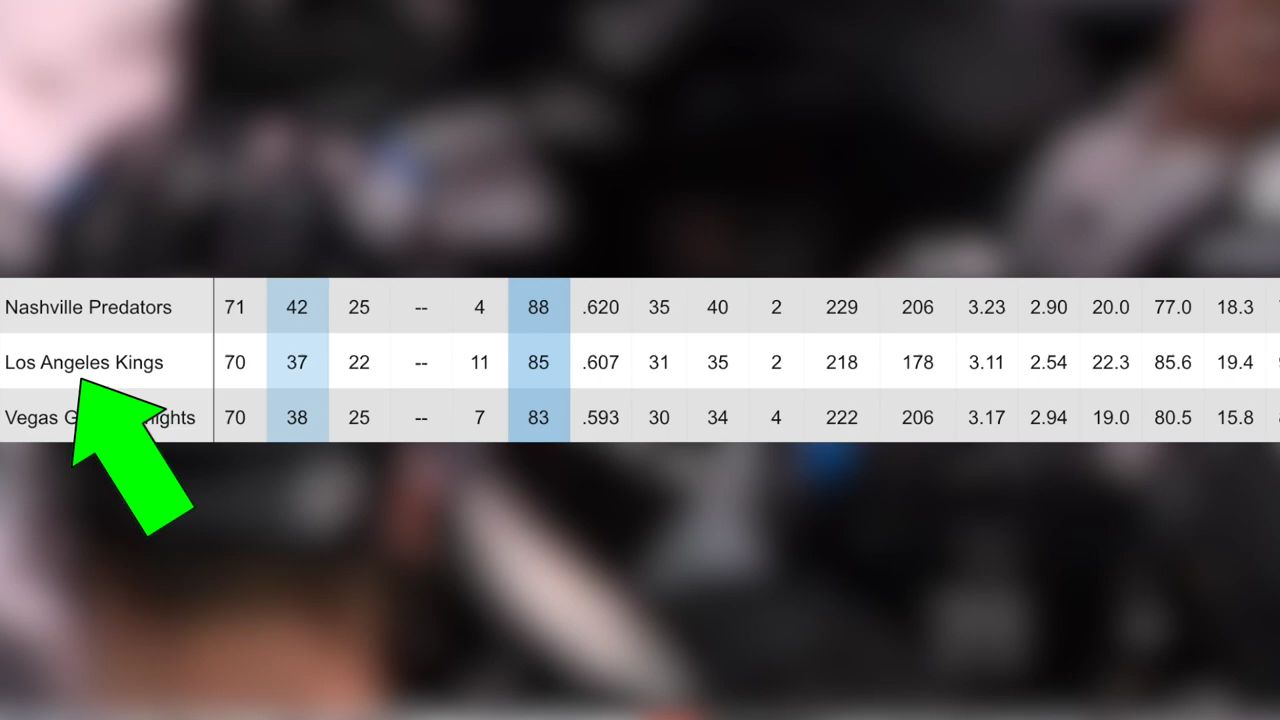 Nashville Predators 71 42 25 -- 4 88 .620 35 40 2 229 206 3.23 2.90 20.0 77.0 18.3
Los Angeles Kings 70 37 22 -- 11 85 .607 31 35 2 218 178 3.11 2.54 22.3 85.6 19.4
Vegas 70 38 25 -- 7 83 .593 30 34 4 222 206 3.17 2.94 19.0 80.5 15.8